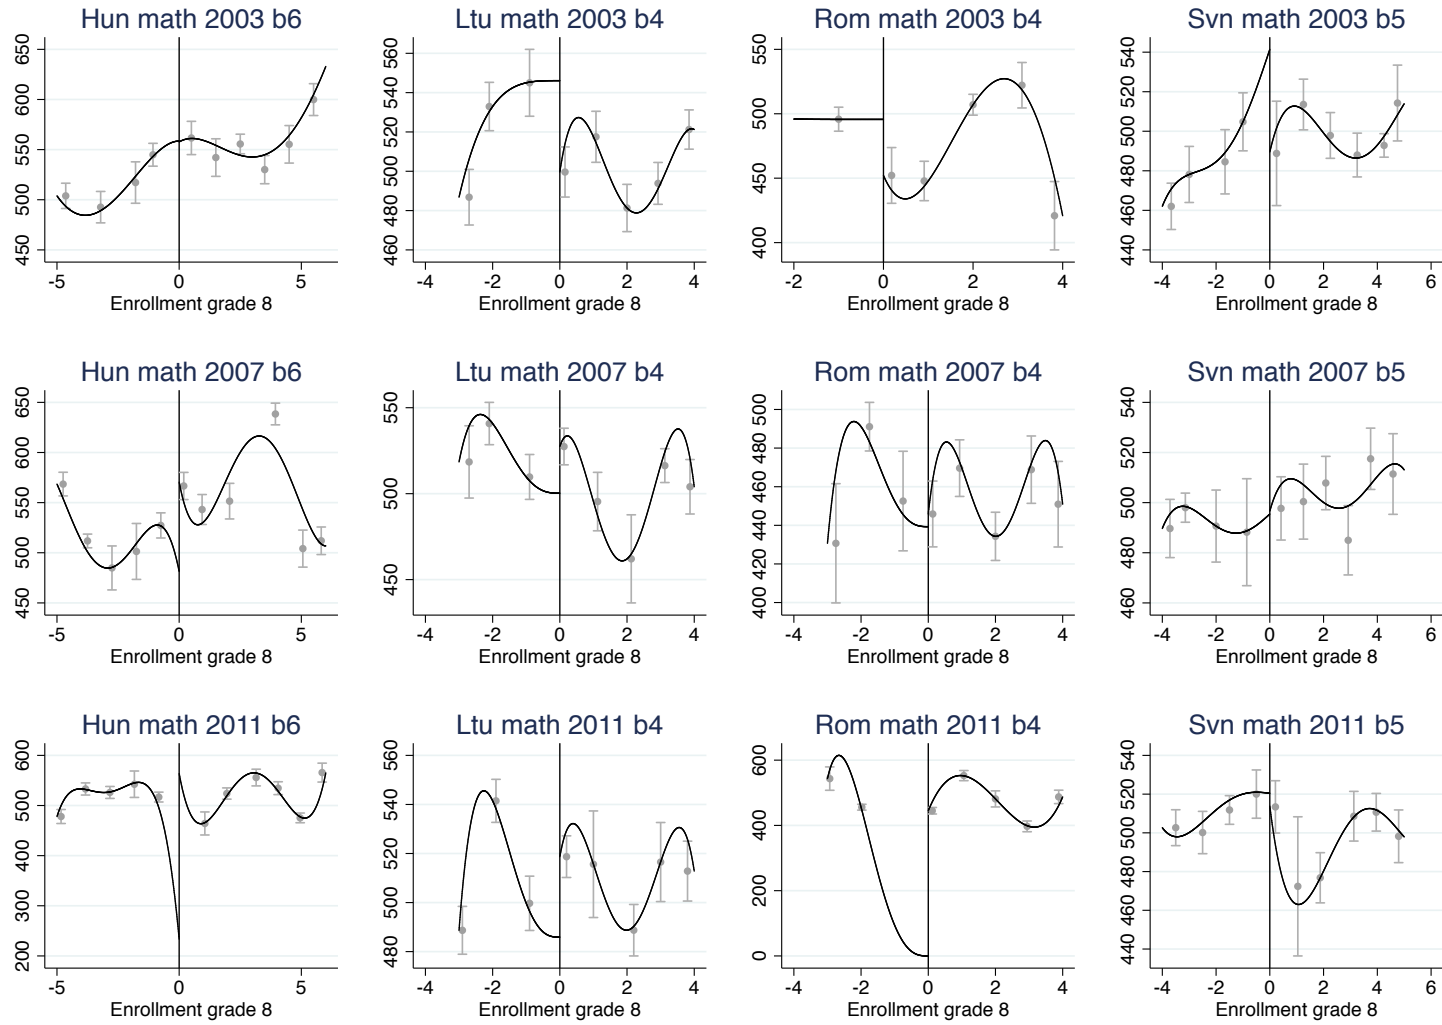 Hun math 2003 b6
Ltu math 2003 b4
Rom math 2003 b4
Svn math 2003 b5
650
600
550
500
450
-5 0 5
Enrollment grade 8
560
540
520
500
480
460
-4 -2 0 2 4
Enrollment grade 8
550
500
450
400
-2 0 2 4
Enrollment grade 8
540
520
500
480
460
440
-4 -2 0 2 4 6
Enrollment grade 8
Hun math 2007 b6
Ltu math 2007 b4
Rom math 2007 b4
Svn math 2007 b5
650
600
550
500
450
-5 0 5
Enrollment grade 8
550
500
450
-4 -2 0 2 4
Enrollment grade 8
500
480
460
440
420
400
-4 -2 0 2 4
Enrollment grade 8
540
520
500
480
460
-4 -2 0 2 4 6
Enrollment grade 8
Hun math 2011 b6
Ltu math 2011 b4
Rom math 2011 b4
Svn math 2011 b5
600
500
400
300
200
-5 0 5
Enrollment grade 8
560
540
520
500
480
-4 -2 0 2 4
Enrollment grade 8
600
400
200
0
-4 -2 0 2 4
Enrollment grade 8
540
520
500
480
460
440
-4 -2 0 2 4 6
Enrollment grade 8